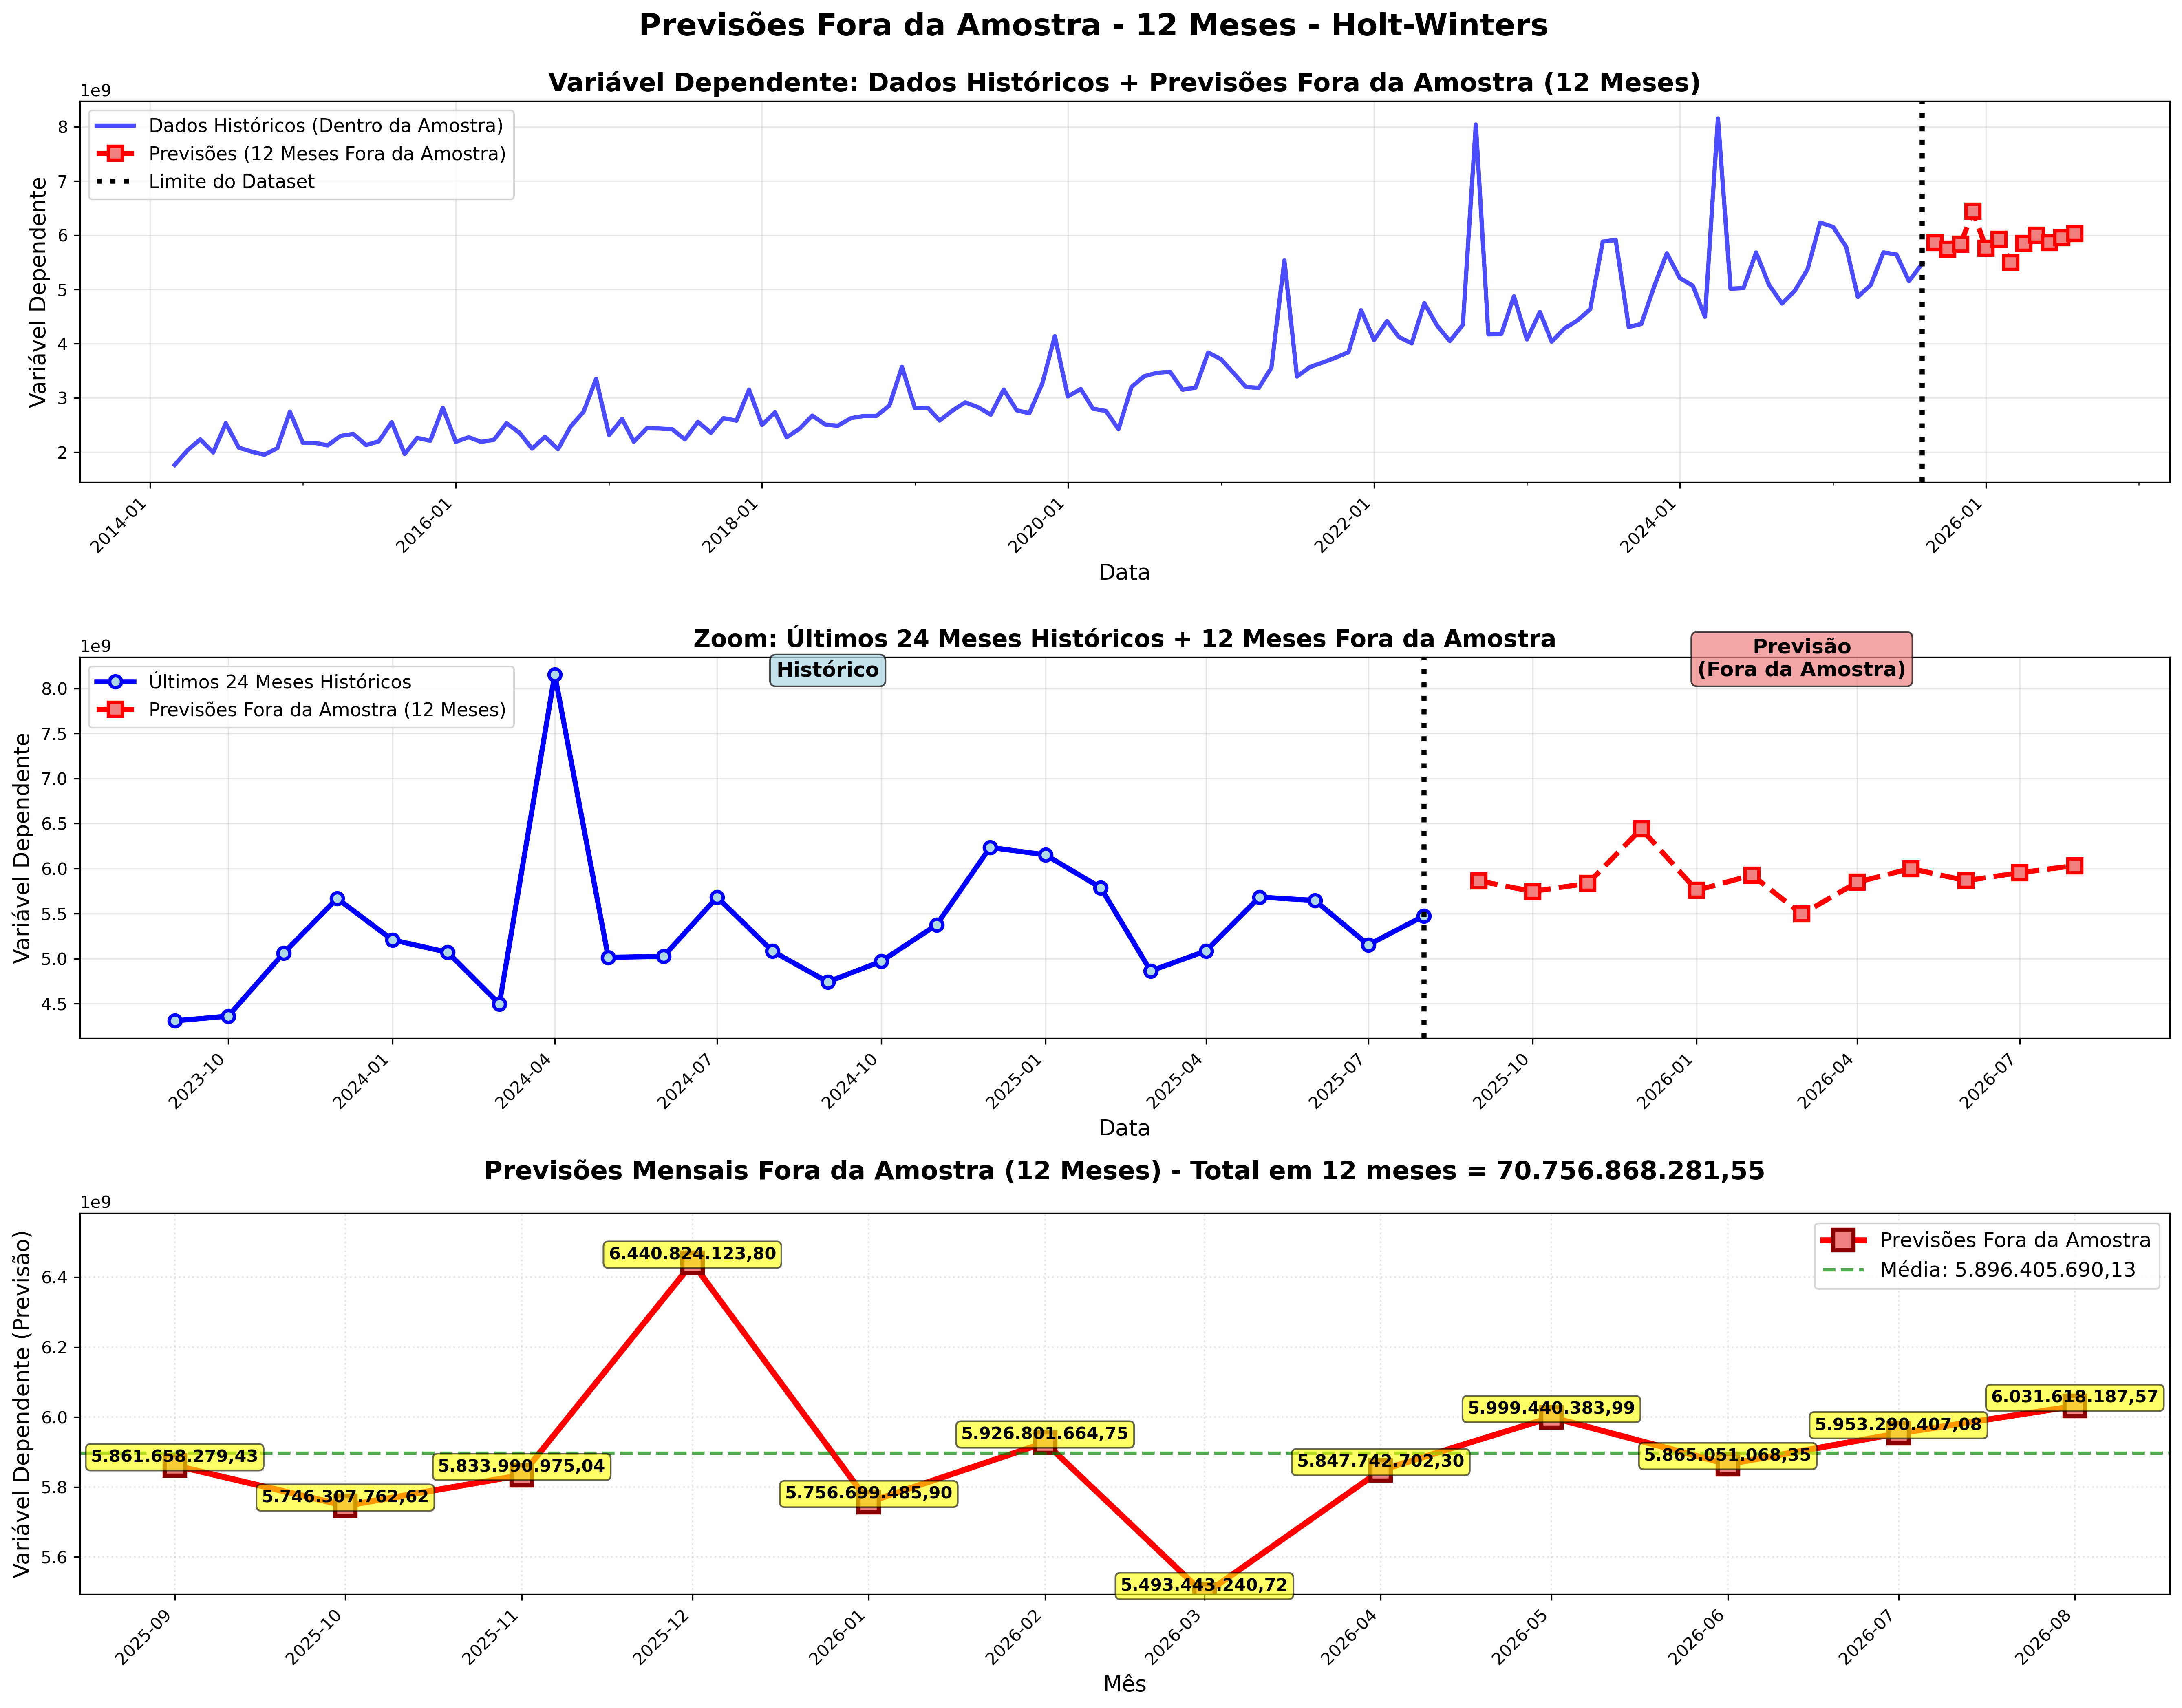 Previsões Fora da Amostra - 12 Meses - Holt-Winters
Variável Dependente: Dados Históricos + Previsões Fora da Amostra (12 Meses)
1e9
Dados Históricos (Dentro da Amostra)
Previsões (12 Meses Fora da Amostra)
Limite do Dataset
Variável Dependente
8
7
6
5
4
3
2
2014-01
2016-01
2018-01
2020-01
2022-01
2024-01
2026-01
Data
Zoom: Últimos 24 Meses Históricos + 12 Meses Fora da Amostra
1e9
Histórico
Previsão
(Fora da Amostra)
Últimos 24 Meses Históricos
Previsões Fora da Amostra (12 Meses)
Variável Dependente
8.0
7.5
7.0
6.5
6.0
5.5
5.0
4.5
2023-10
2024-01
2024-04
2024-07
2024-10
2025-01
2025-04
2025-07
2025-10
2026-01
2026-04
2026-07
Data
Previsões Mensais Fora da Amostra (12 Meses) - Total em 12 meses = 70.756.868.281,55
1e9
Previsões Fora da Amostra
Média: 5.896.405.690,13
Variável Dependente (Previsão)
6.4
6.2
6.0
5.8
5.6
5.861.658.279,43
5.746.307.762,62
5.833.990.975,04
6.440.824.123,80
5.756.699.485,90
5.926.801.664,75
5.493.443.240,72
5.847.742.702,30
5.999.440.383,99
5.865.051.068,35
5.953.290.407,08
6.031.618.187,57
2025-09
2025-10
2025-11
2025-12
2026-01
2026-02
2026-03
2026-04
2026-05
2026-06
2026-07
2026-08
Mês